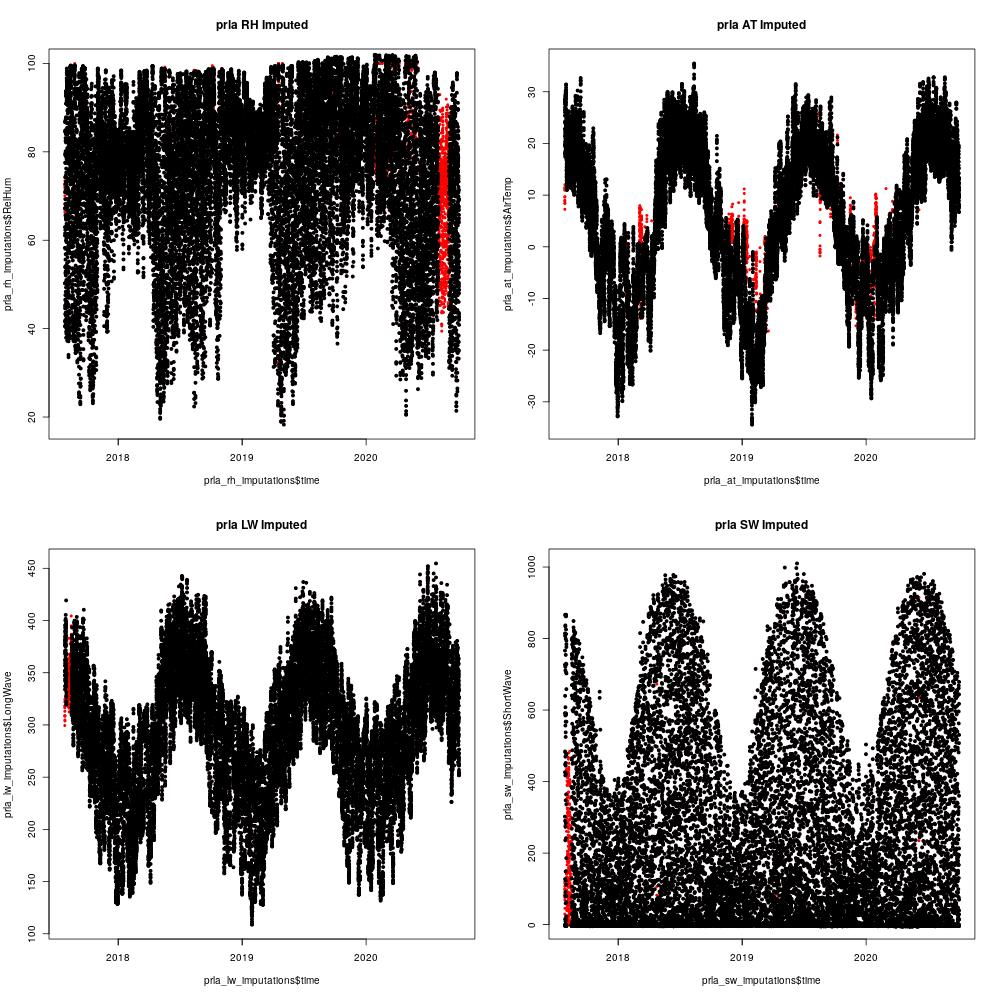 prla RH Imputed
prla_rh_imputations$RelHum
100
80
60
40
20
2018 2019 2020
prla_rh_imputations$time
prla AT Imputed
prla_at_imputations$AirTemp
30
20
10
0
-10
-20
-30
2018 2019 2020
prla_at_imputations$time
prla LW Imputed
prla_lw_imputations$LongWave
450
400
350
300
250
200
150
100
2018 2019 2020
prla_lw_imputations$time
prla SW Imputed
prla_sw_imputations$ShortWave
1000
800
600
400
200
0
2018 2019 2020
prla_sw_imputations$time